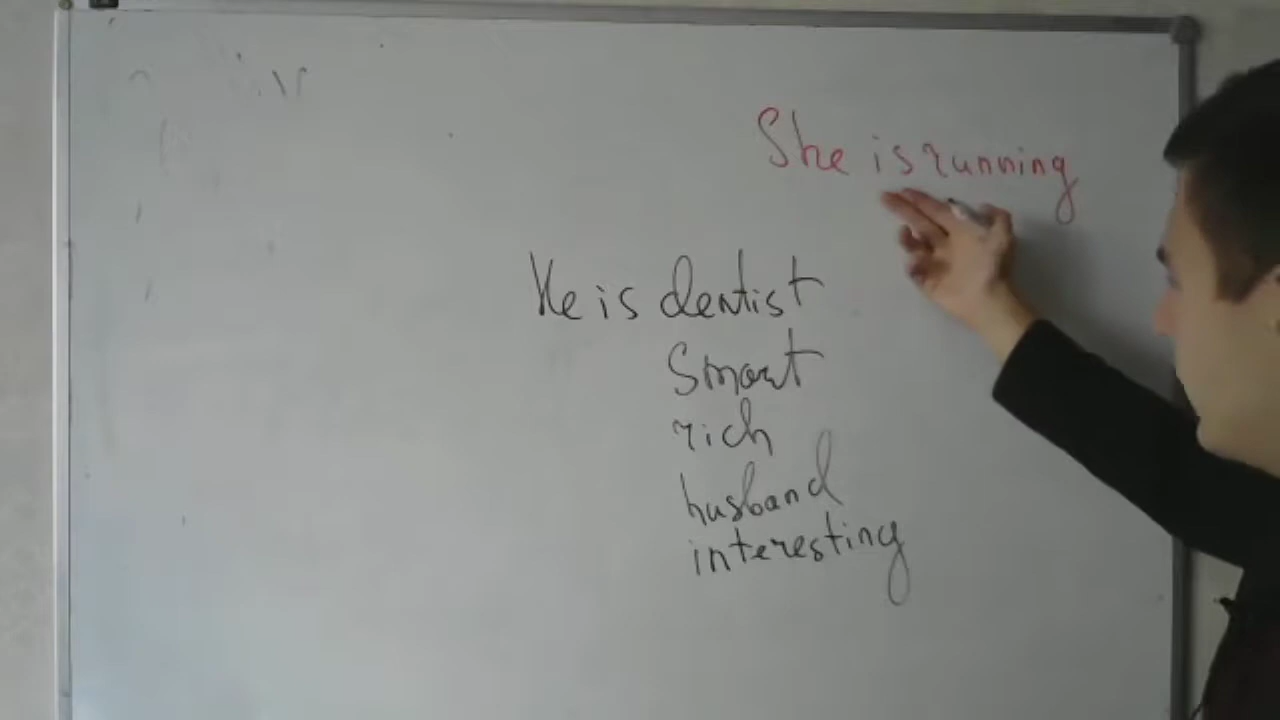 She is running
He is dentist
Smart
rich
husband
interesting